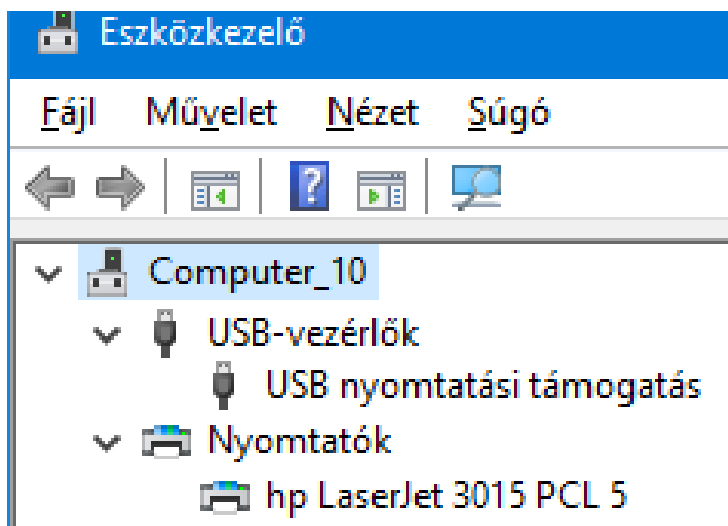 Eszközkezelő
Fájl Művelet Nézet Súgó
?
Computer_10
USB-vezérlők
USB nyomtatási támogatás
Nyomtatók
hp LaserJet 3015 PCL 5